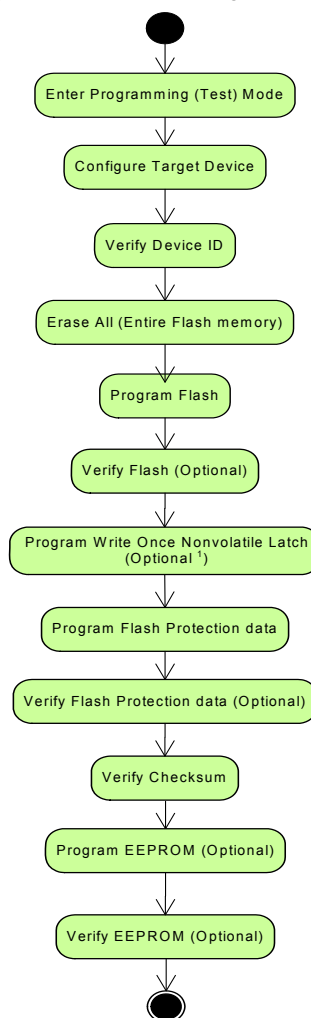 Enter Programming (Test) Mode
Configure Target Device
Verify Device ID
Erase All (Entire Flash memory)
Program Flash
Verify Flash (Optional)
Program Write Once Nonvolatile Latch
(Optional ¹)
Program Flash Protection data
Verify Flash Protection data (Optional)
Verify Checksum
Program EEPROM (Optional)
Verify EEPROM (Optional)